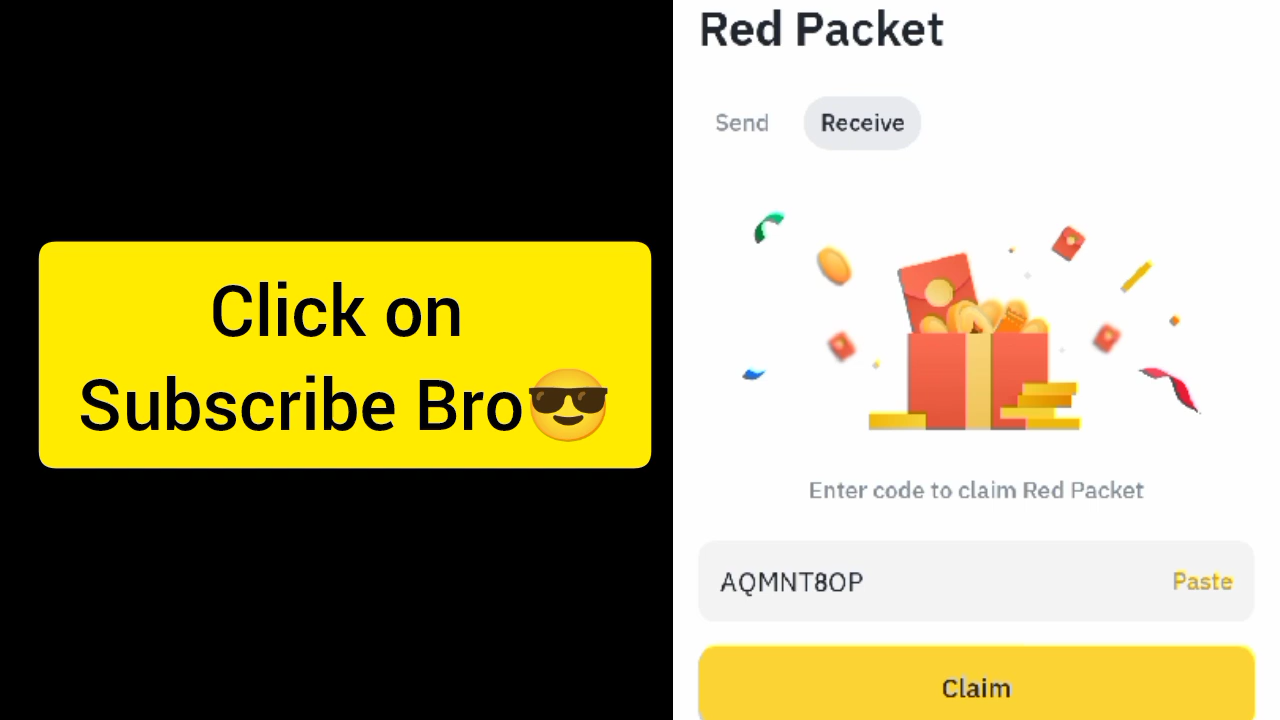 Click on
Subscribe Bro😎
Red Packet
Send
Receive
Enter code to claim Red Packet
AQMNT8OP
Paste
Claim